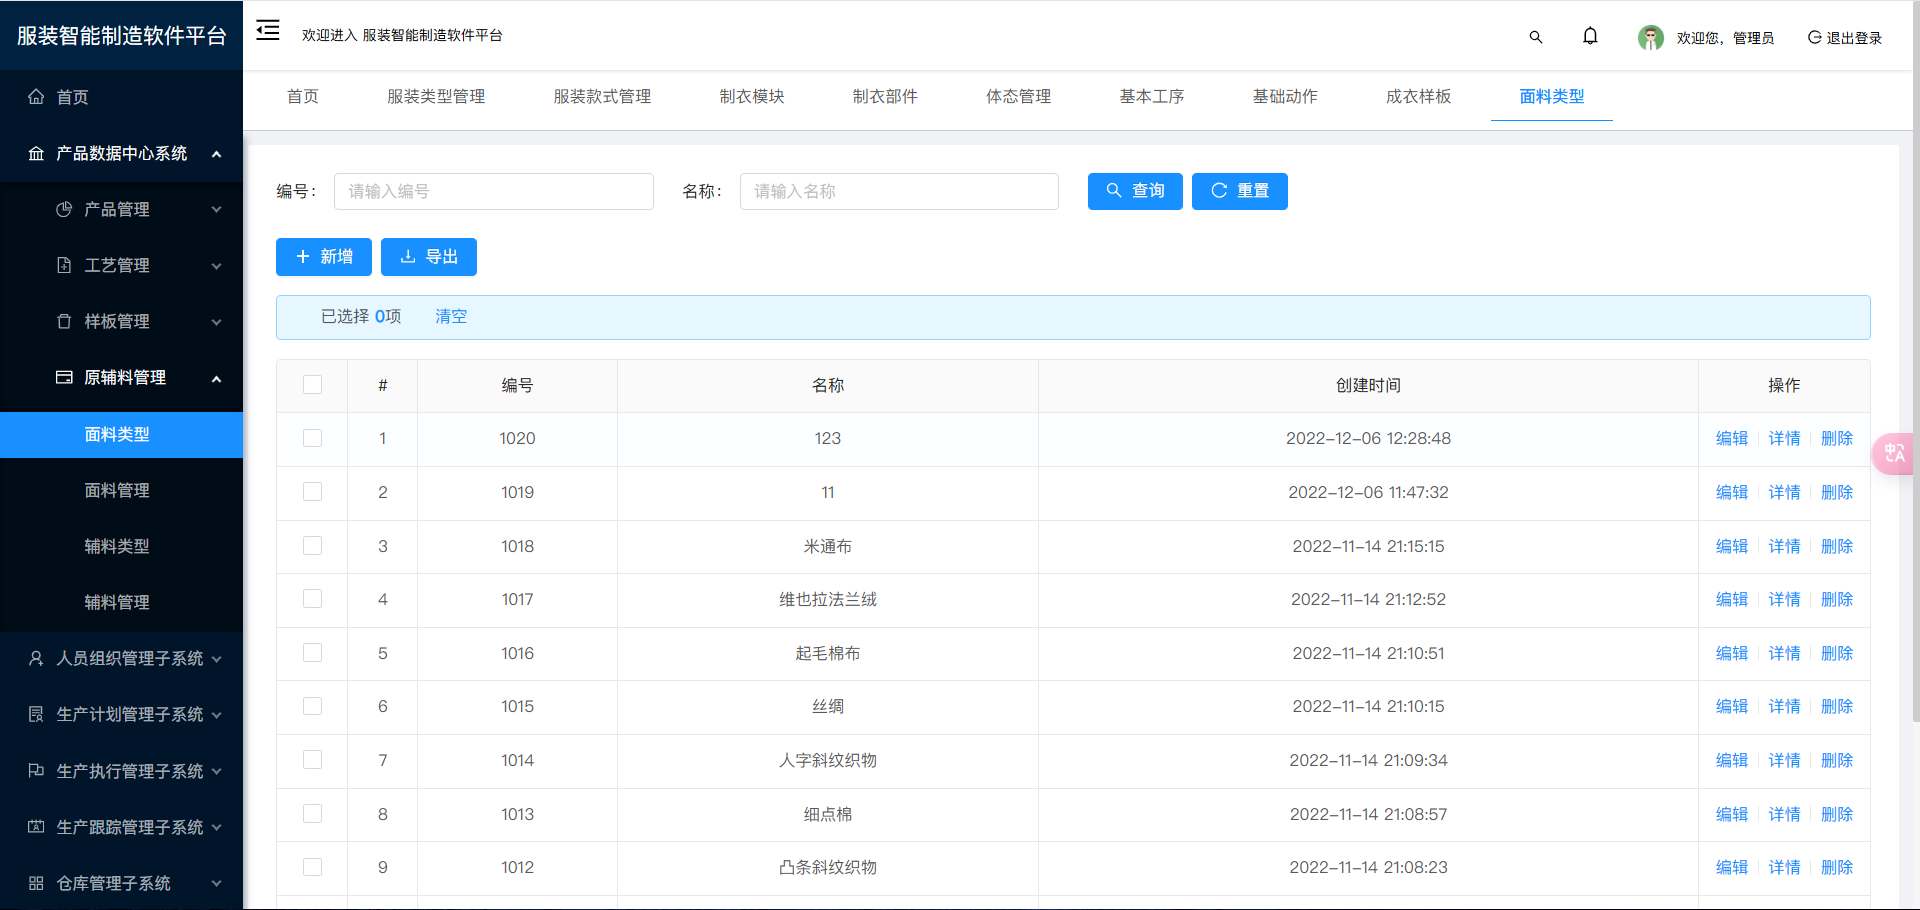 服装智能制造软件平台
欢迎进入 服装智能制造软件平台
欢迎您，管理员
退出登录
首页
产品数据中心系统
产品管理
工艺管理
样板管理
原辅料管理
面料类型
面料管理
辅料类型
辅料管理
人员组织管理子系统
生产计划管理子系统
生产执行管理子系统
生产跟踪管理子系统
仓库管理子系统
首页 服装类型管理 服装款式管理 制衣模块 制衣部件 体态管理 基本工序 基础动作 成衣样板 面料类型
编号： 请输入编号 名称： 请输入名称 查询 重置
新增 导出
已选择 0项 清空
# 编号 名称 创建时间 操作
1 1020 123 2022-12-06 12:28:48 编辑 详情 删除
2 1019 11 2022-12-06 11:47:32 编辑 详情 删除
3 1018 米通布 2022-11-14 21:15:15 编辑 详情 删除
4 1017 维也拉法兰绒 2022-11-14 21:12:52 编辑 详情 删除
5 1016 起毛棉布 2022-11-14 21:10:51 编辑 详情 删除
6 1015 丝绸 2022-11-14 21:10:15 编辑 详情 删除
7 1014 人字斜纹织物 2022-11-14 21:09:34 编辑 详情 删除
8 1013 细点棉 2022-11-14 21:08:57 编辑 详情 删除
9 1012 凸条斜纹织物 2022-11-14 21:08:23 编辑 详情 删除